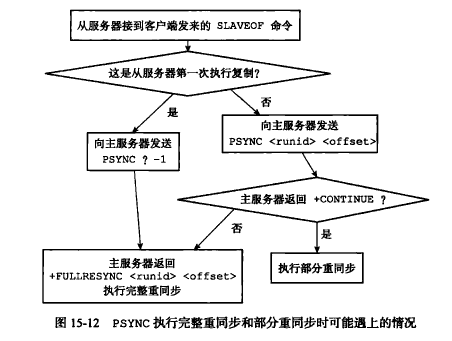 从服务器接到客户端发来的 SLAVEOF 命令
这是从服务器第一次执行复制?
是
否
向主服务器发送
PSYNC ? -1
向主服务器发送
PSYNC <runid> <offset>
主服务器返回 +CONTINUE ?
否
是
主服务器返回
+FULLRESYNC <runid> <offset>
执行完整重同步
执行部分重同步
图 15-12 PSYNC 执行完整重同步和部分重同步时可能遇上的情况